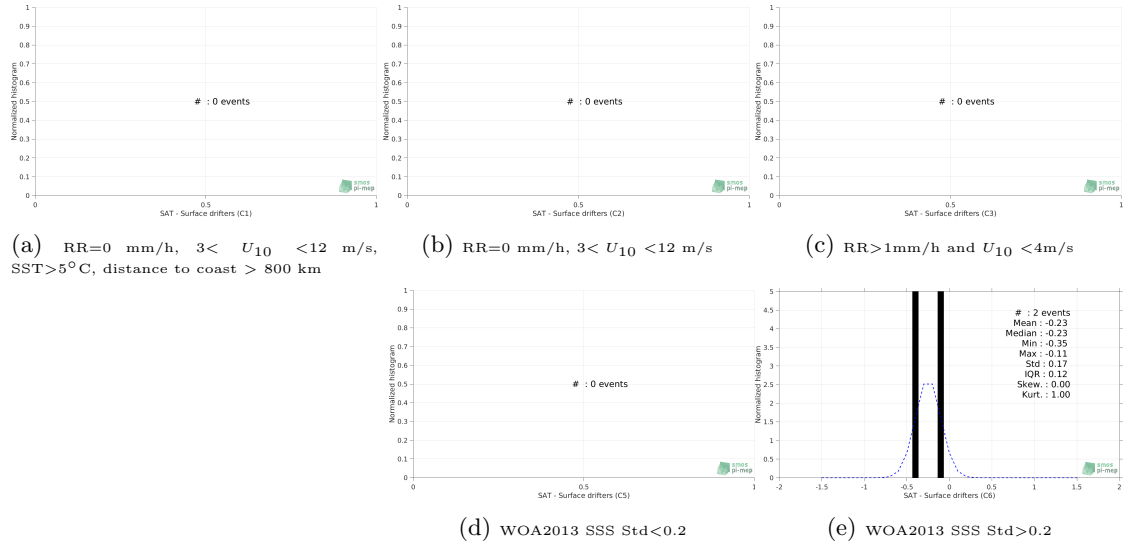 1
0.9
0.8
0.7
0.6
0.5
0.4
0.3
0.2
0.1
0
Normalized histogram
# : 0 events
smos
pi-mep
0 0.5 1
SAT - Surface drifters (C1)
(a) RR=0 mm/h, 3< U10 <12 m/s,
SST>5°C, distance to coast > 800 km
1
0.9
0.8
0.7
0.6
0.5
0.4
0.3
0.2
0.1
0
Normalized histogram
# : 0 events
smos
pi-mep
0 0.5 1
SAT - Surface drifters (C2)
(b) RR=0 mm/h, 3< U10 <12 m/s
1
0.9
0.8
0.7
0.6
0.5
0.4
0.3
0.2
0.1
0
Normalized histogram
# : 0 events
smos
pi-mep
0 0.5 1
SAT - Surface drifters (C3)
(c) RR>1mm/h and U10 <4m/s
1
0.9
0.8
0.7
0.6
0.5
0.4
0.3
0.2
0.1
0
Normalized histogram
# : 0 events
smos
pi-mep
0 0.5 1
SAT - Surface drifters (C5)
(d) WOA2013 SSS Std<0.2
5
4.5
4
3.5
3
2.5
2
1.5
1
0.5
0
Normalized histogram
# : 2 events
Mean : -0.23
Median : -0.23
Min : -0.35
Max : -0.11
Std : 0.17
IQR : 0.12
Skew. : 0.00
Kurt. : 1.00
smos
pi-mep
-2 -1.5 -1 -0.5 0 0.5 1 1.5 2
SAT - Surface drifters (C6)
(e) WOA2013 SSS Std>0.2